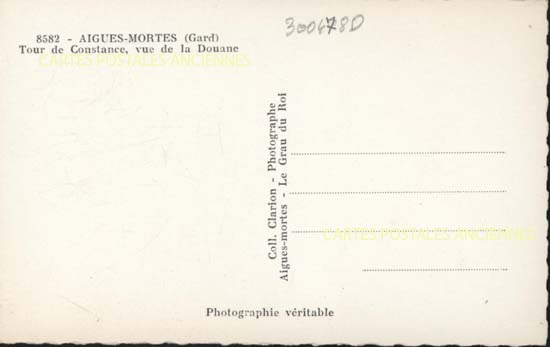 8582 - AIGUES-MORTES (Gard)
Tour de Constance, vue de la Douane
CARTES POSTALES ANCIENNES
300478D
Coll. Clarion - Photographe
Aigues-mortes - Le Grau du Roi
CARTES POSTALES ANCIENNES
Photographie véritable